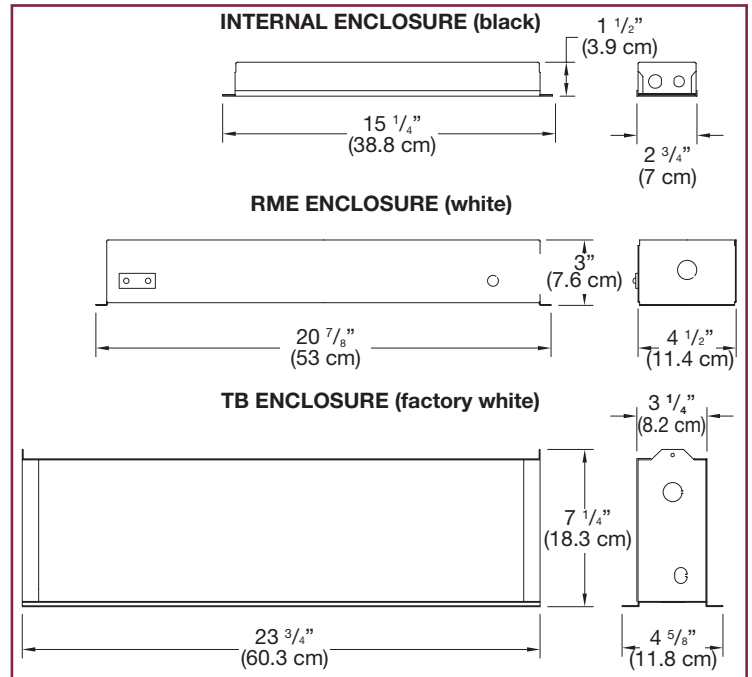 INTERNAL ENCLOSURE (black)
1 1/2”
(3.9 cm)
15 1/4”
(38.8 cm)
2 3/4”
(7 cm)
RME ENCLOSURE (white)
3”
(7.6 cm)
20 7/8”
(53 cm)
4 1/2”
(11.4 cm)
TB ENCLOSURE (factory white)
3 1/4”
(8.2 cm)
7 1/4”
(18.3 cm)
23 3/4”
(60.3 cm)
4 5/8”
(11.8 cm)